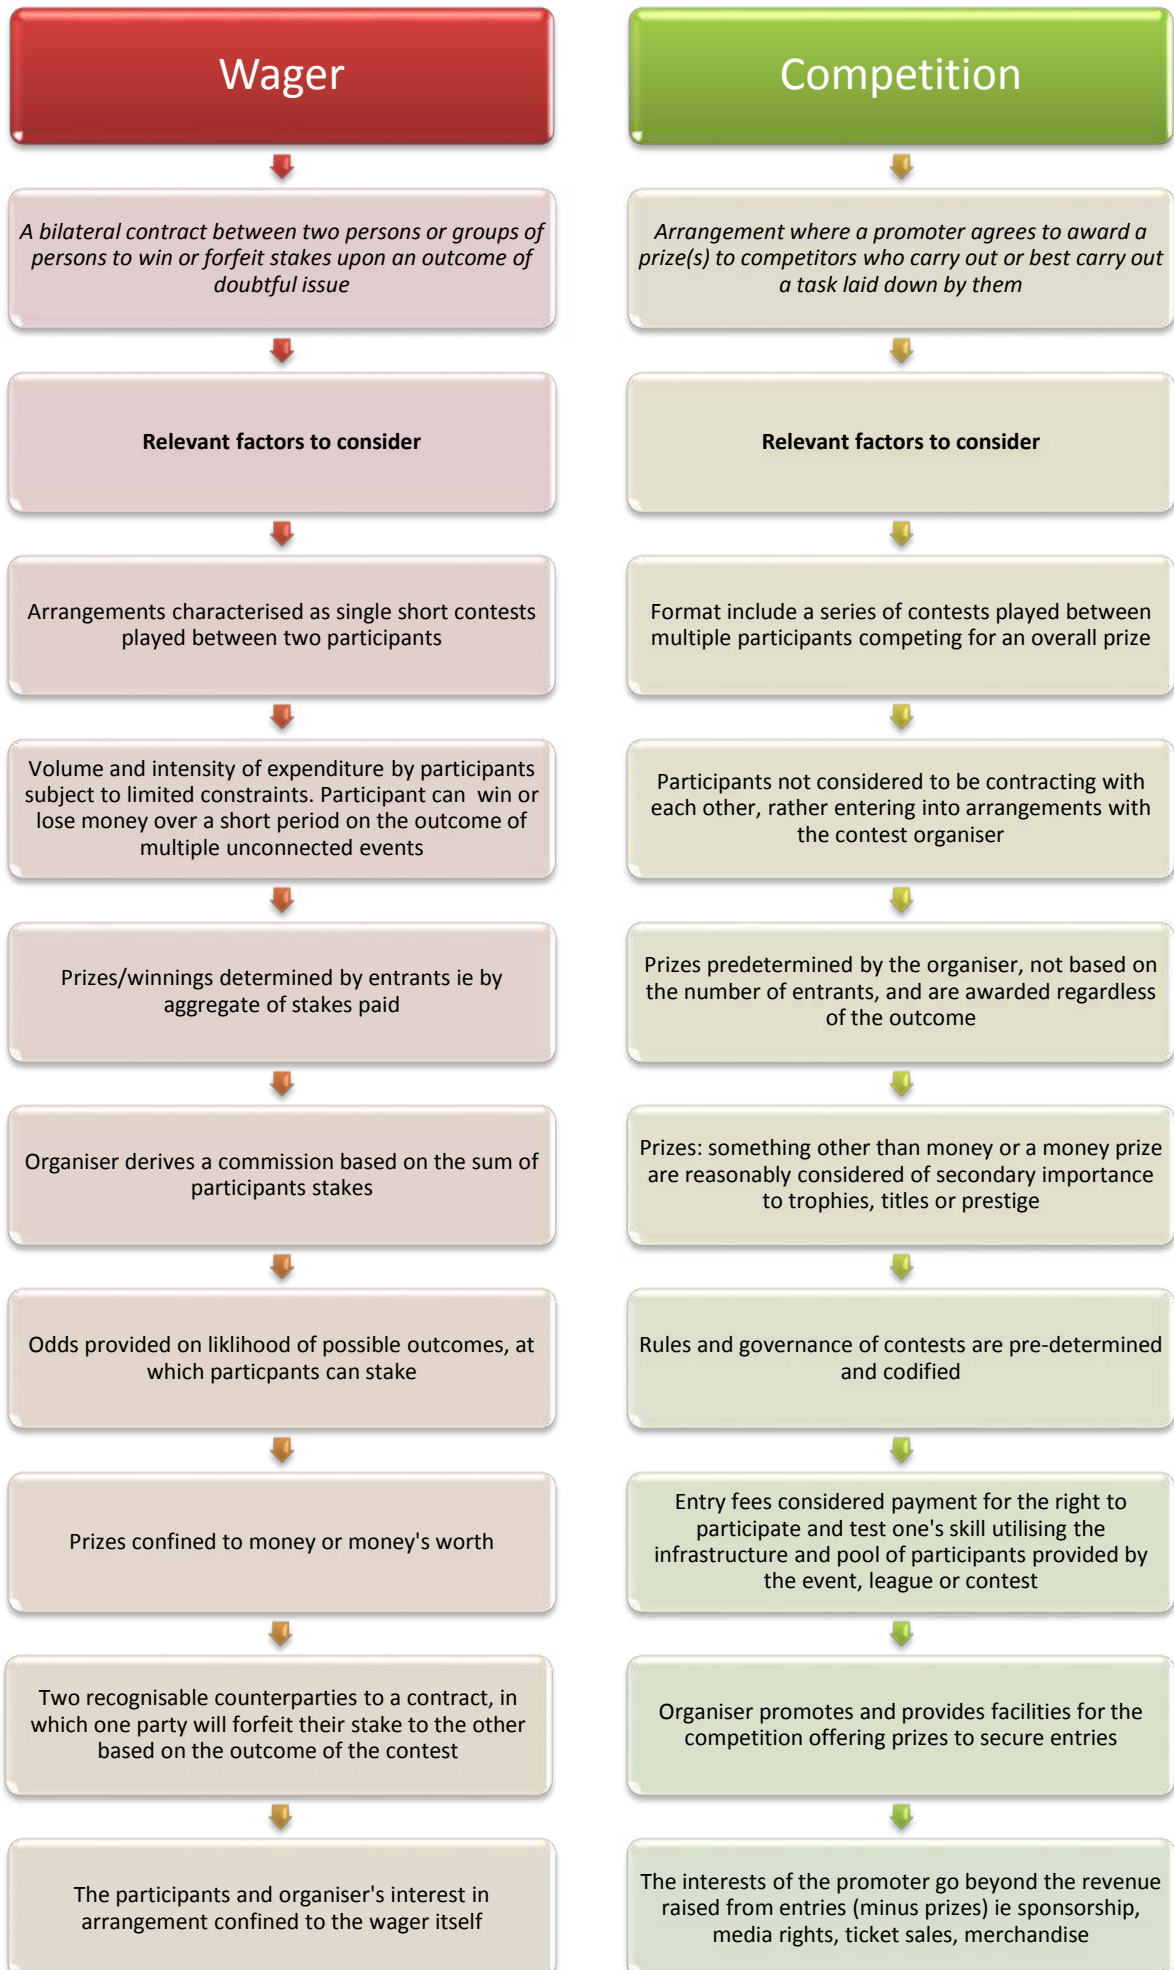 Wager
A bilateral contract between two persons or groups of
persons to win or forfeit stakes upon an outcome of
doubtful issue
Relevant factors to consider
Arrangements characterised as single short contests
played between two participants
Volume and intensity of expenditure by participants
subject to limited constraints. Participant can win or
lose money over a short period on the outcome of
multiple unconnected events
Prizes/winnings determined by entrants ie by
aggregate of stakes paid
Organiser derives a commission based on the sum of
participants stakes
Odds provided on liklihood of possible outcomes, at
which particpants can stake
Prizes confined to money or money's worth
Two recognisable counterparties to a contract, in
which one party will forfeit their stake to the other
based on the outcome of the contest
The participants and organiser's interest in
arrangement confined to the wager itself
Competition
Arrangement where a promoter agrees to award a
prize(s) to competitors who carry out or best carry out
a task laid down by them
Relevant factors to consider
Format include a series of contests played between
multiple participants competing for an overall prize
Participants not considered to be contracting with
each other, rather entering into arrangements with
the contest organiser
Prizes predetermined by the organiser, not based on
the number of entrants, and are awarded regardless
of the outcome
Prizes: something other than money or a money prize
are reasonably considered of secondary importance
to trophies, titles or prestige
Rules and governance of contests are pre-determined
and codified
Entry fees considered payment for the right to
participate and test one's skill utilising the
infrastructure and pool of participants provided by
the event, league or contest
Organiser promotes and provides facilities for the
competition offering prizes to secure entries
The interests of the promoter go beyond the revenue
raised from entries (minus prizes) ie sponsorship,
media rights, ticket sales, merchandise